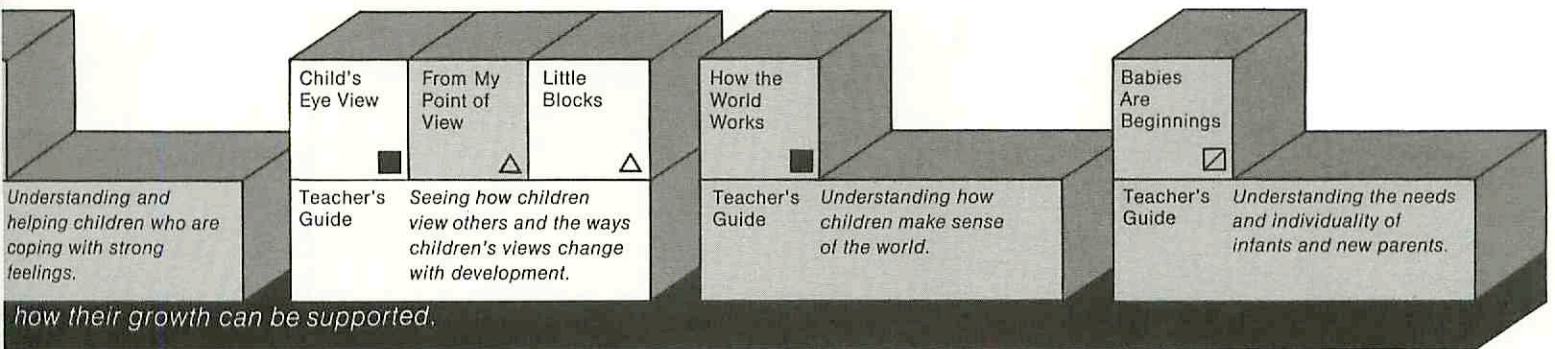 Child's
Eye View
From My
Point of
View
Little
Blocks
How the
World
Works
Babies
Are
Beginnings
Understanding and
helping children who are
coping with strong
feelings.
Teacher's
Guide
Seeing how children
view others and the ways
children's views change
with development.
Teacher's
Guide
Understanding how
children make sense
of the world.
Teacher's
Guide
Understanding the needs
and individuality of
infants and new parents.
how their growth can be supported.